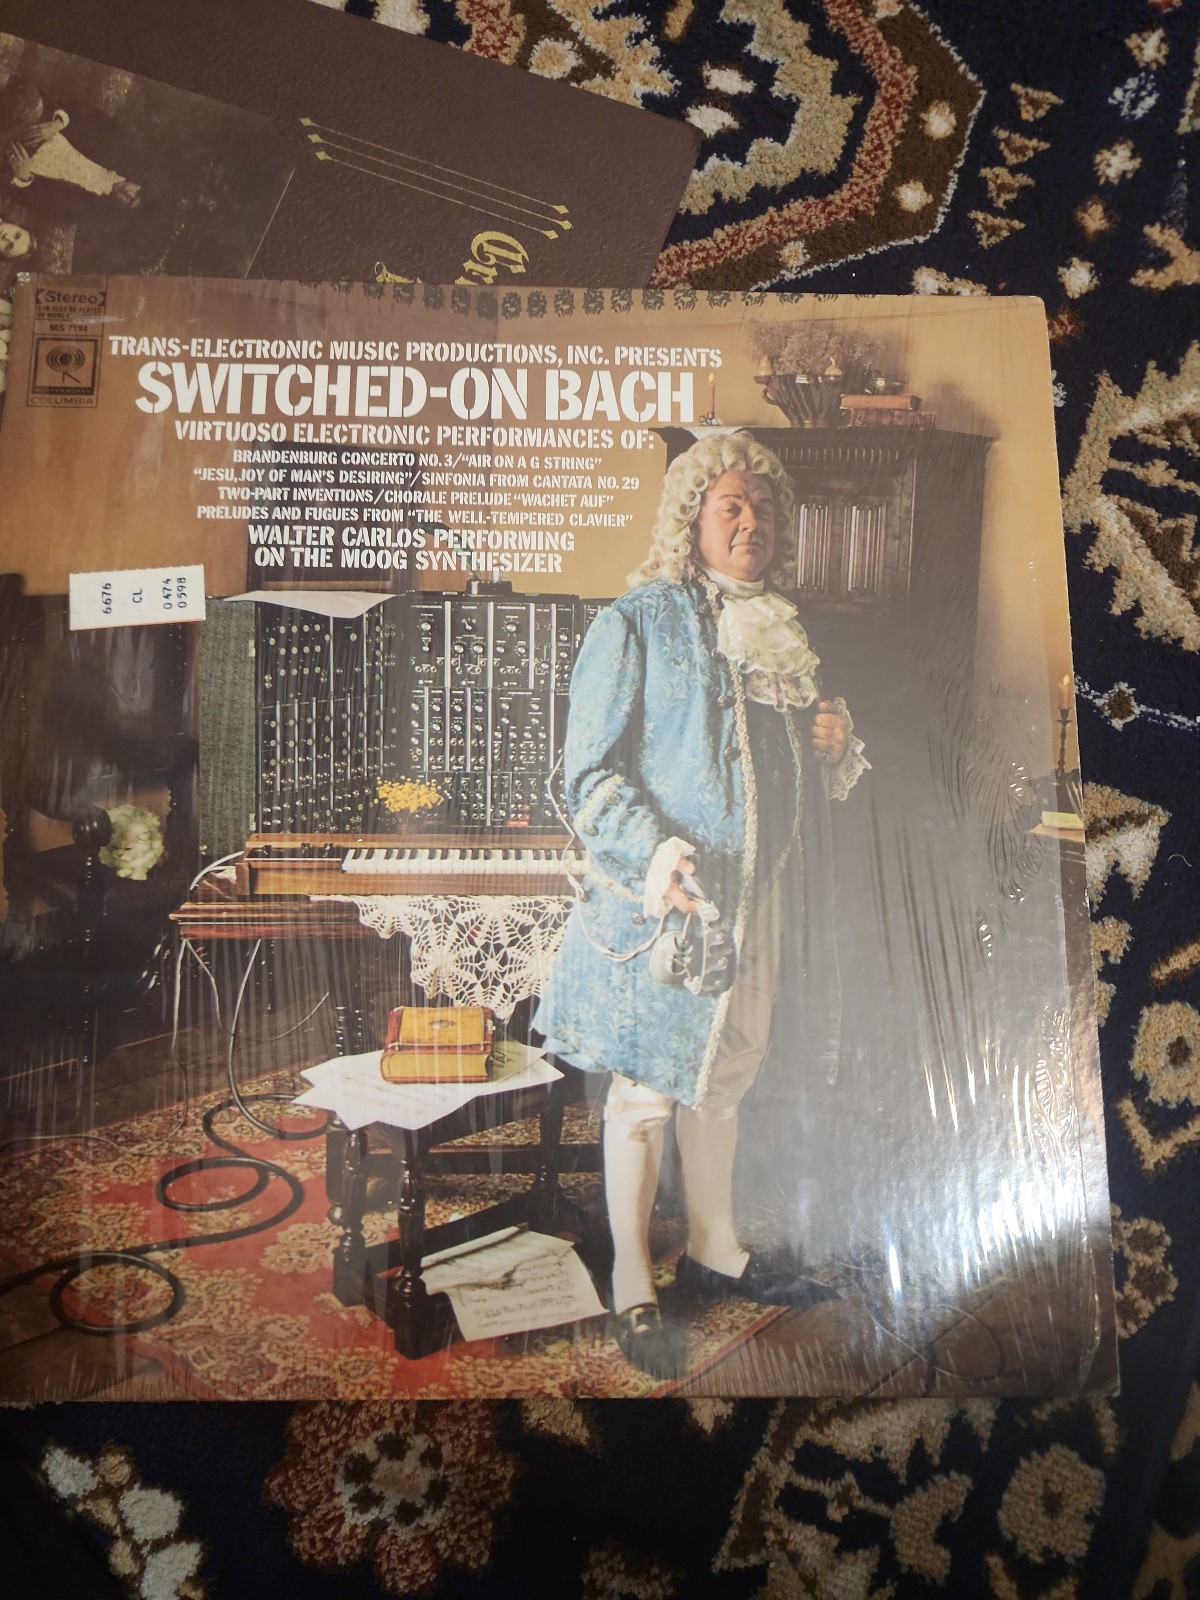 Stereo
MS 7194
COLUMBIA
TRANS-ELECTRONIC MUSIC PRODUCTIONS, INC. PRESENTS
SWITCHED-ON BACH
VIRTUOSO ELECTRONIC PERFORMANCES OF:
BRANDENBURG CONCERTO NO. 3/"AIR ON A G STRING"
"JESU, JOY OF MAN'S DESIRING"/SINFONIA FROM CANTATA NO. 29
TWO-PART INVENTIONS/CHORALE PRELUDE "WACHET AUF"
PRELUDES AND FUGUES FROM "THE WELL-TEMPERED CLAVIER"
WALTER CARLOS PERFORMING
ON THE MOOG SYNTHESIZER
6676
CL
0474
0598